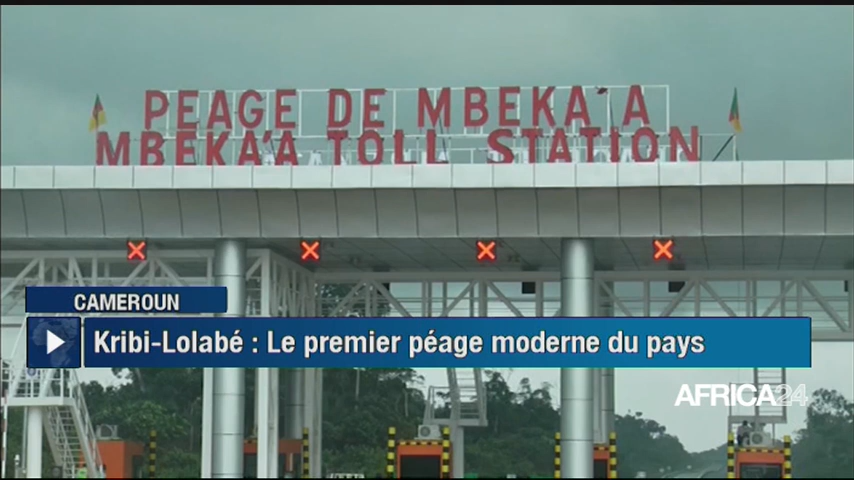 PEAGE DE MBEKA'A
MBEKA'A TOLL STATION
CAMEROUN
Kribi-Lolabé : Le premier péage moderne du pays
AFRICA24